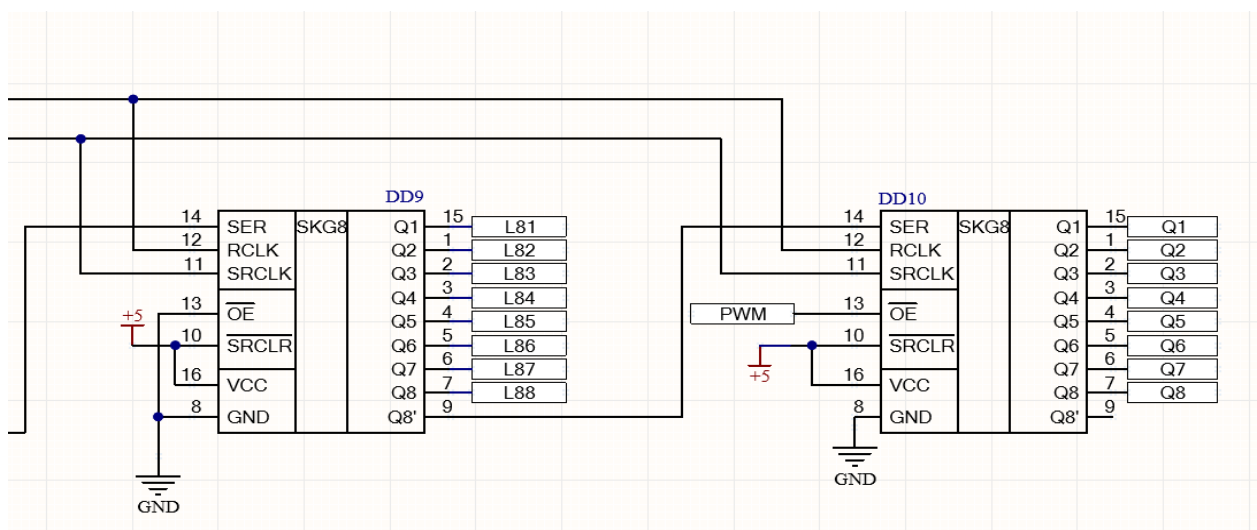 DD9
14 SER SKG8 Q1 15 L81
12 RCLK Q2 1 L82
11 SRCLK Q3 2 L83
Q4 3 L84
13 OE Q5 4 L85
+5
10 SRCLR Q6 5 L86
Q7 6 L87
16 VCC Q8 7 L88
8 GND Q8' 9
GND
DD10
14 SER SKG8 Q1 15 Q1
12 RCLK Q2 1 Q2
11 SRCLK Q3 2 Q3
Q4 3 Q4
PWM 13 OE Q5 4 Q5
10 SRCLR Q6 5 Q6
+5
Q7 6 Q7
16 VCC Q8 7 Q8
8 GND Q8' 9
GND